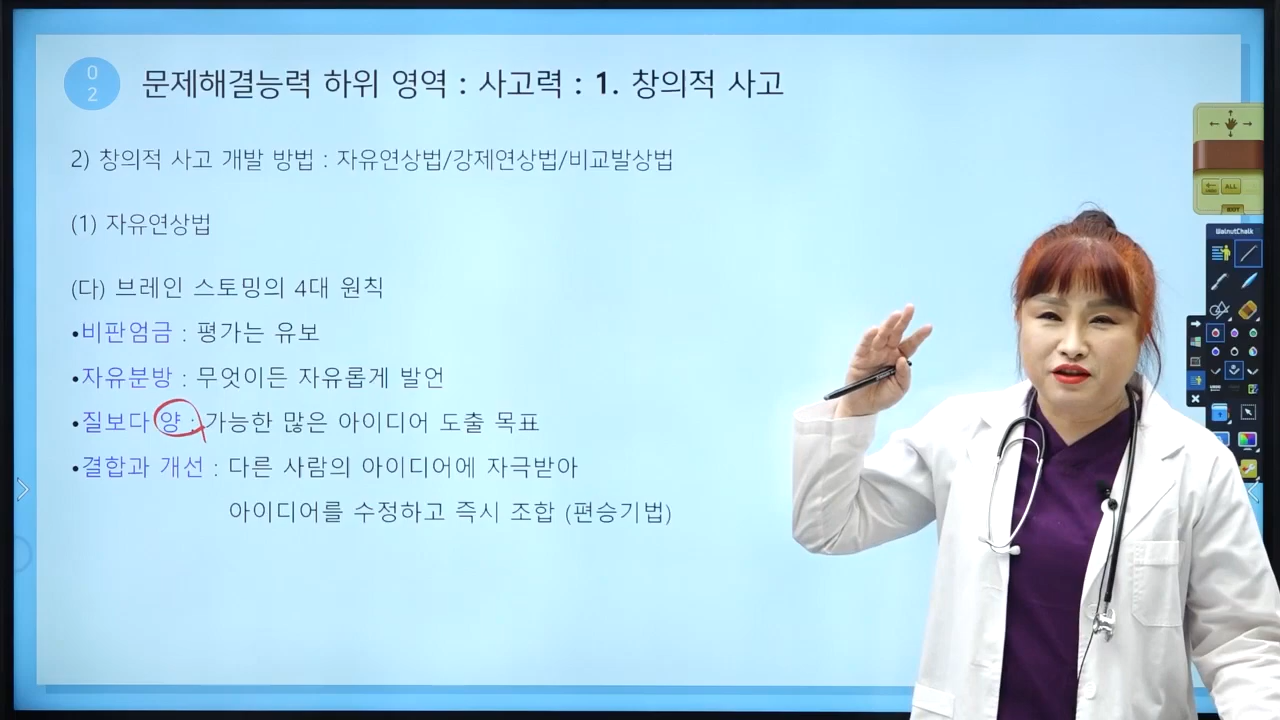 0
2
문제해결능력 하위 영역 : 사고력 : 1. 창의적 사고
2) 창의적 사고 개발 방법 : 자유연상법/강제연상법/비교발상법
(1) 자유연상법
(다) 브레인 스토밍의 4대 원칙
•비판엄금 : 평가는 유보
•자유분방 : 무엇이든 자유롭게 발언
•질보다 양 : 가능한 많은 아이디어 도출 목표
•결합과 개선 : 다른 사람의 아이디어에 자극받아
아이디어를 수정하고 즉시 조합 (편승기법)
ALL
EXIT
WalnutChalk